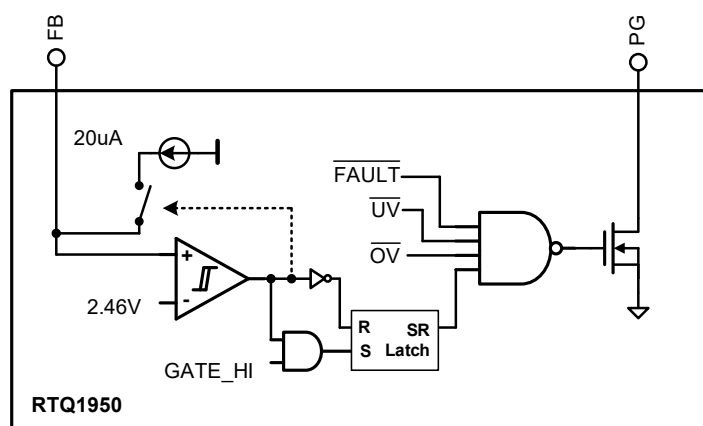 FB
PG
20uA
FAULT
UV
OV
+
2.46V
-
R SR
S Latch
GATE_HI
RTQ1950